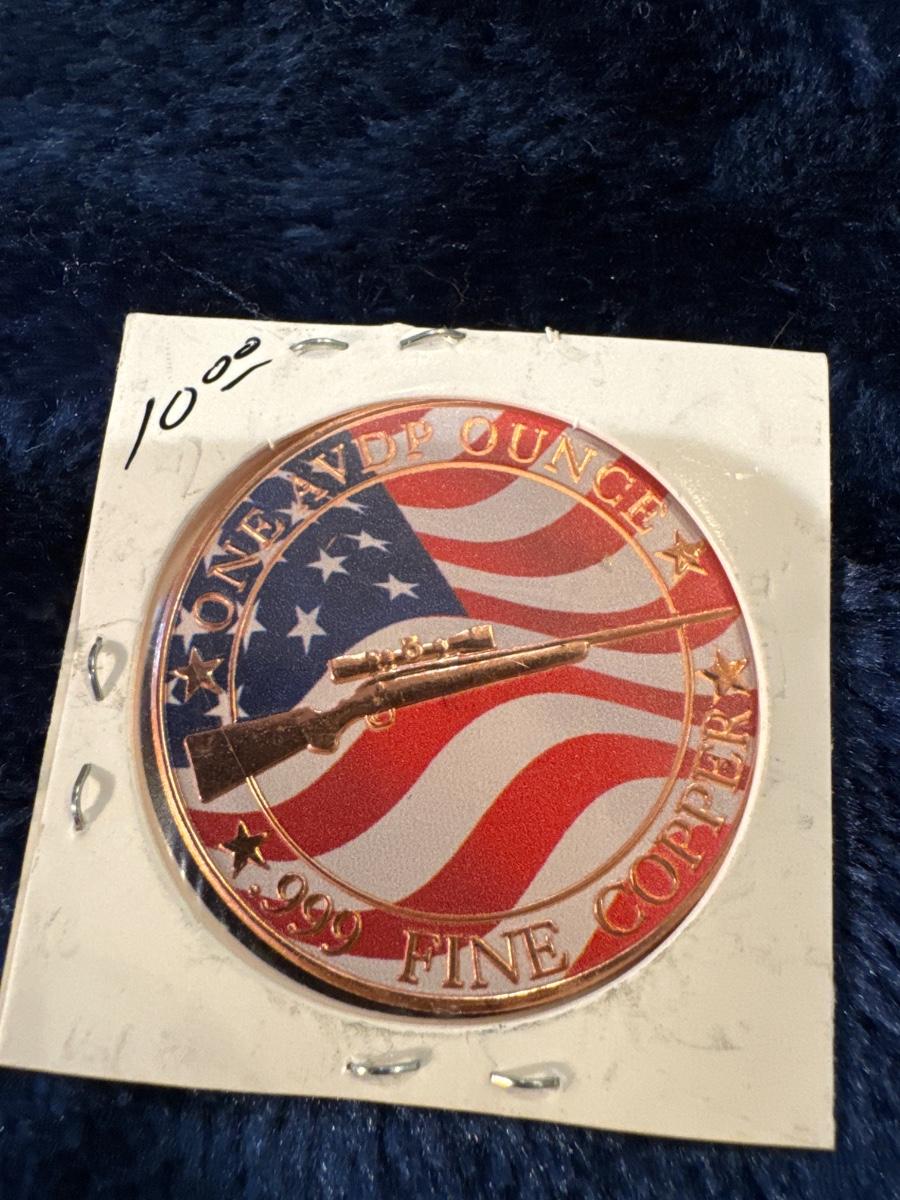 10.00
ONE AVDP OUNCE
.999 FINE COPPER